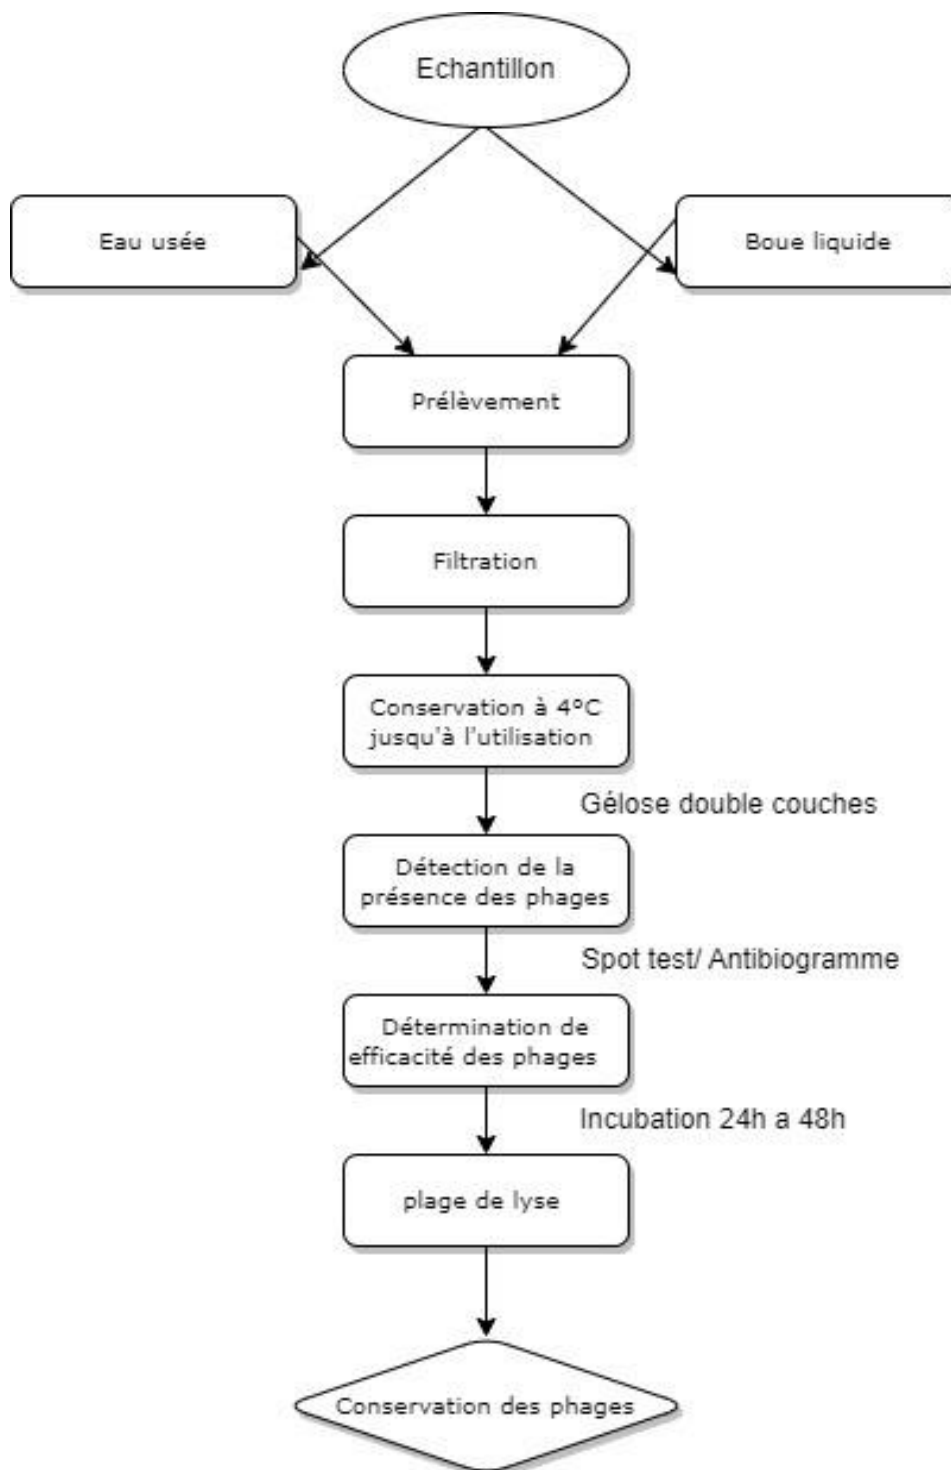 Echantillon
Eau usée
Boue liquide
Prélèvement
Filtration
Conservation à 4°C
jusqu'à l'utilisation
Gélose double couches
Détection de la
présence des phages
Spot test/ Antibiogramme
Détermination de
efficacité des phages
Incubation 24h a 48h
plage de lyse
Conservation des phages